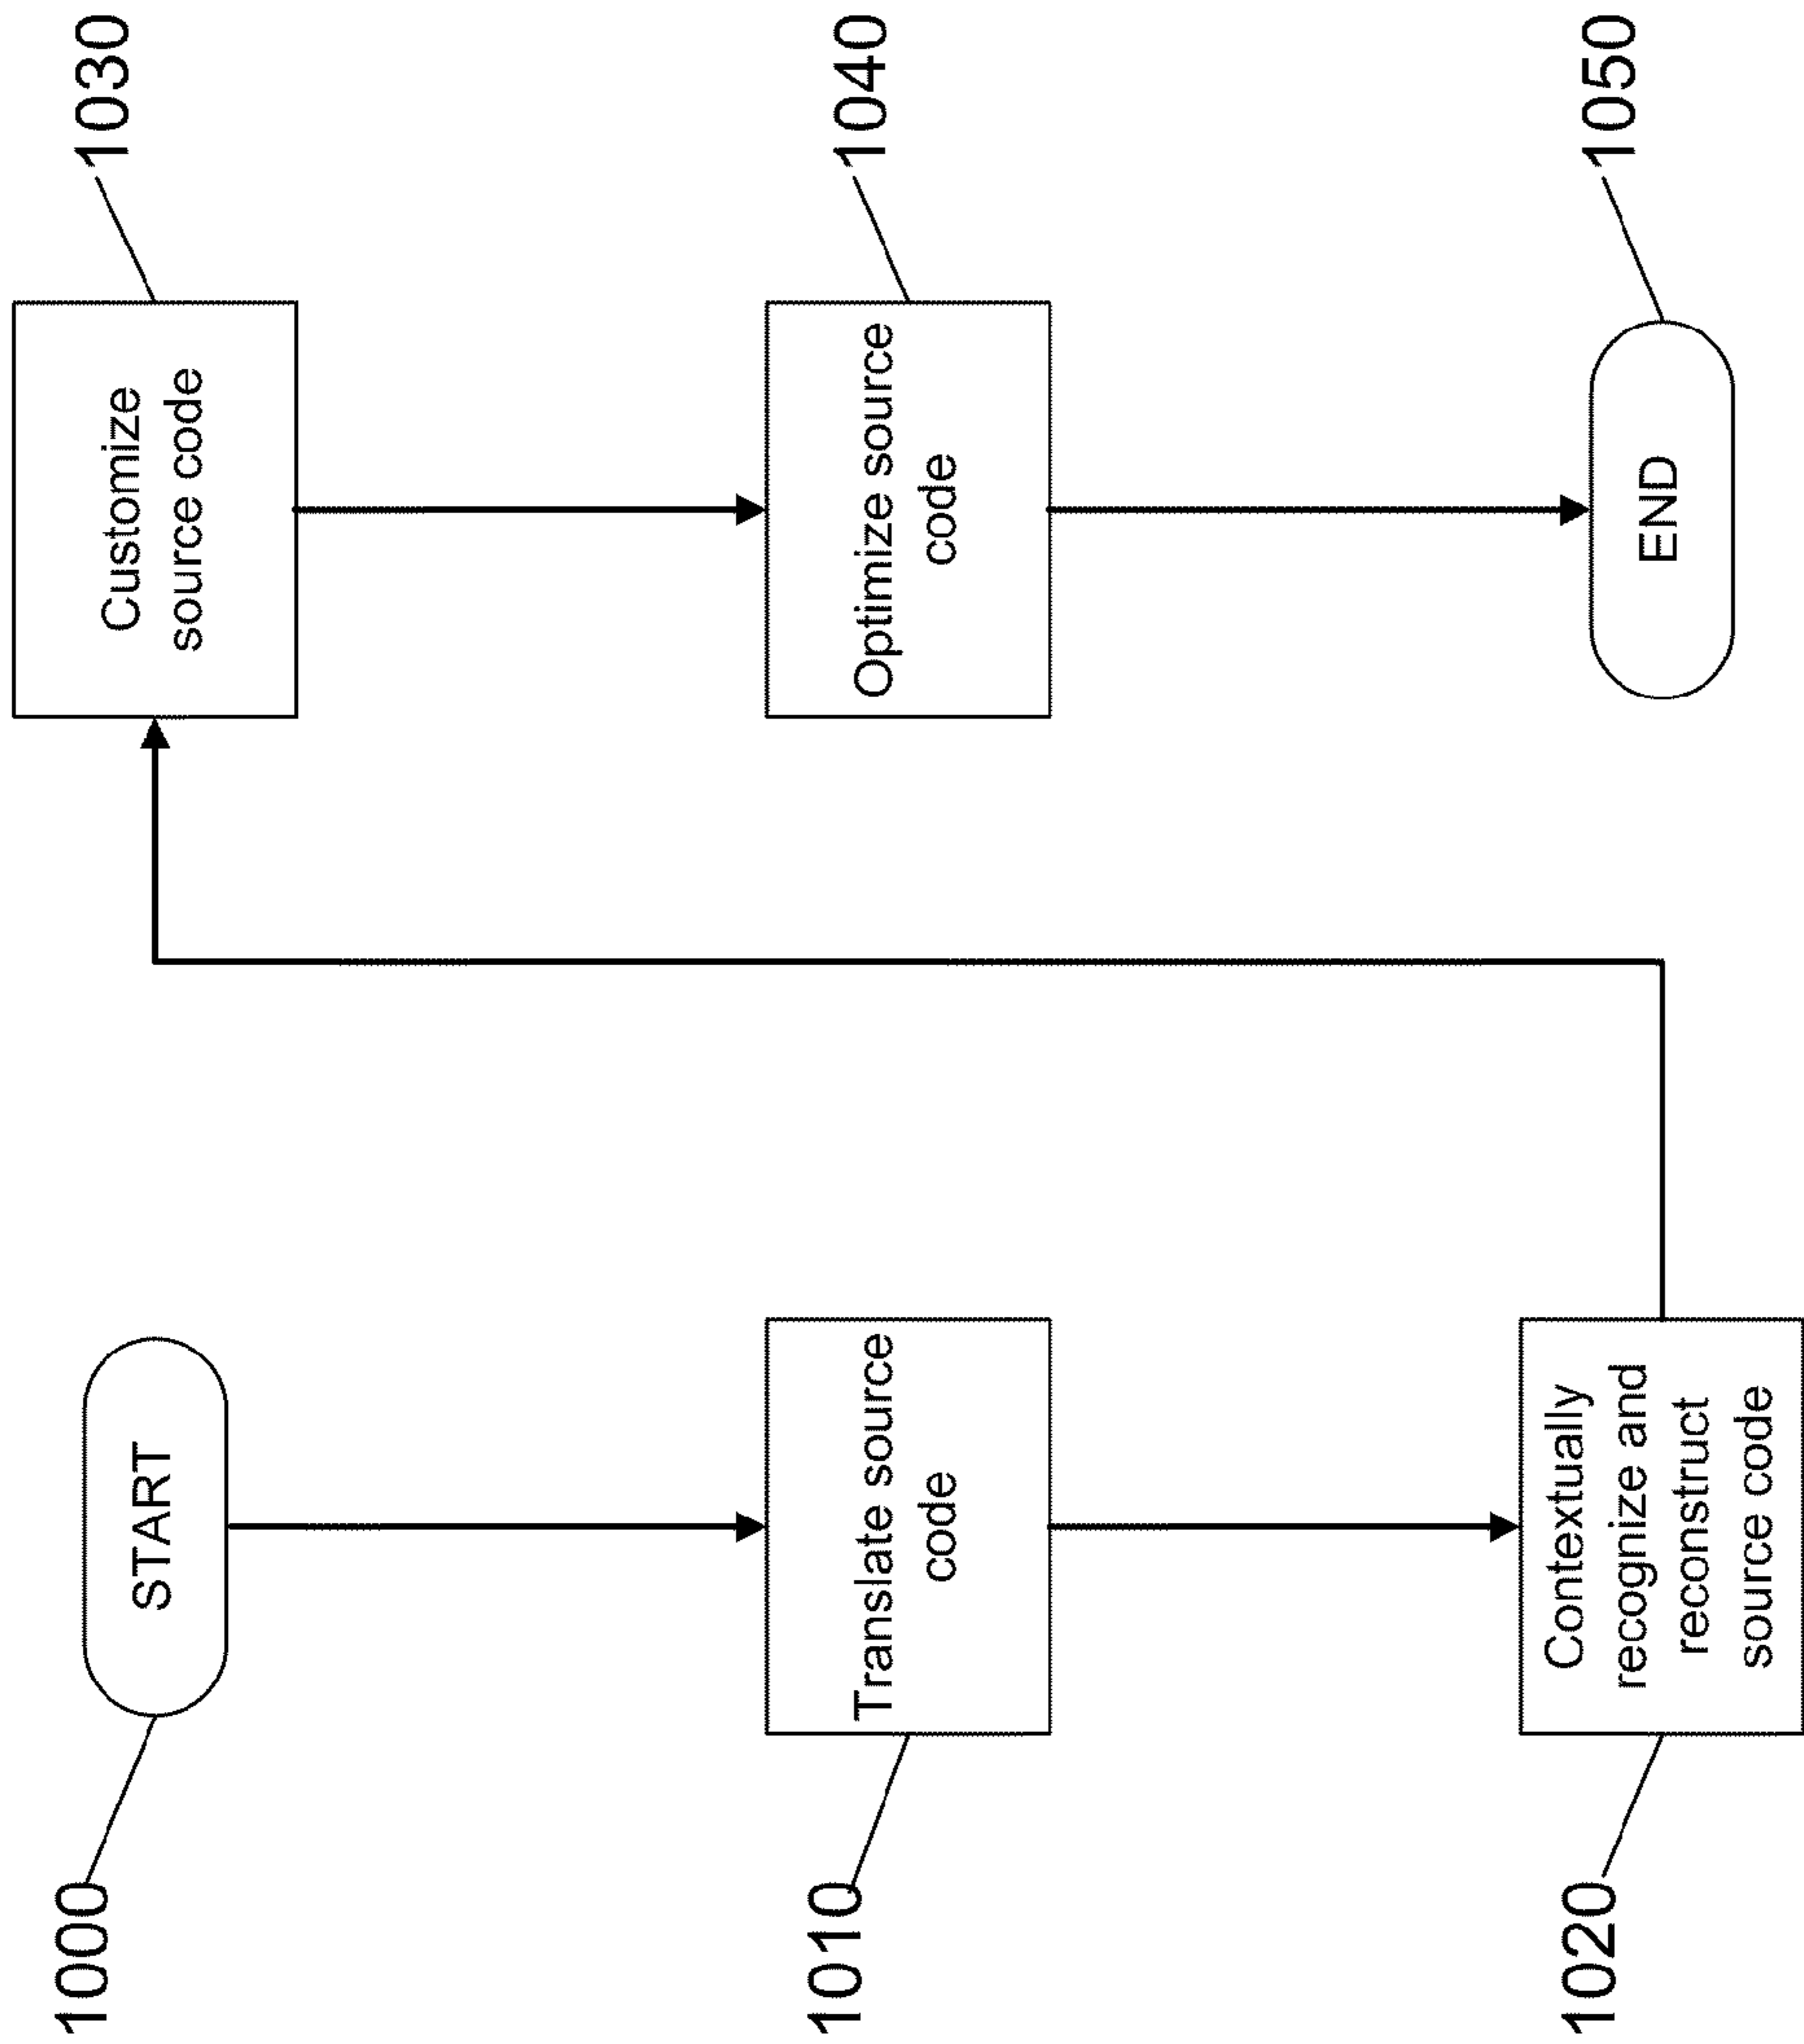 1000
START
1010
Translate source
code
1020
Contextually
recognize and
reconstruct
source code
1030
Customize
source code
1040
Optimize source
code
1050
END